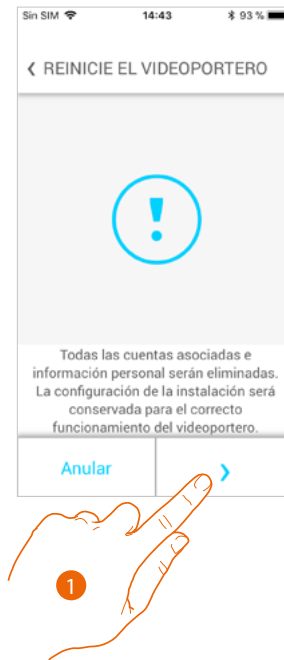 Sin SIM 14:43 93 %
REINICIE EL VIDEOPORTERO
!
Todas las cuentas asociadas e
información personal serán eliminadas.
La configuración de la instalación será
conservada para el correcto
funcionamiento del videoportero.
Anular
1